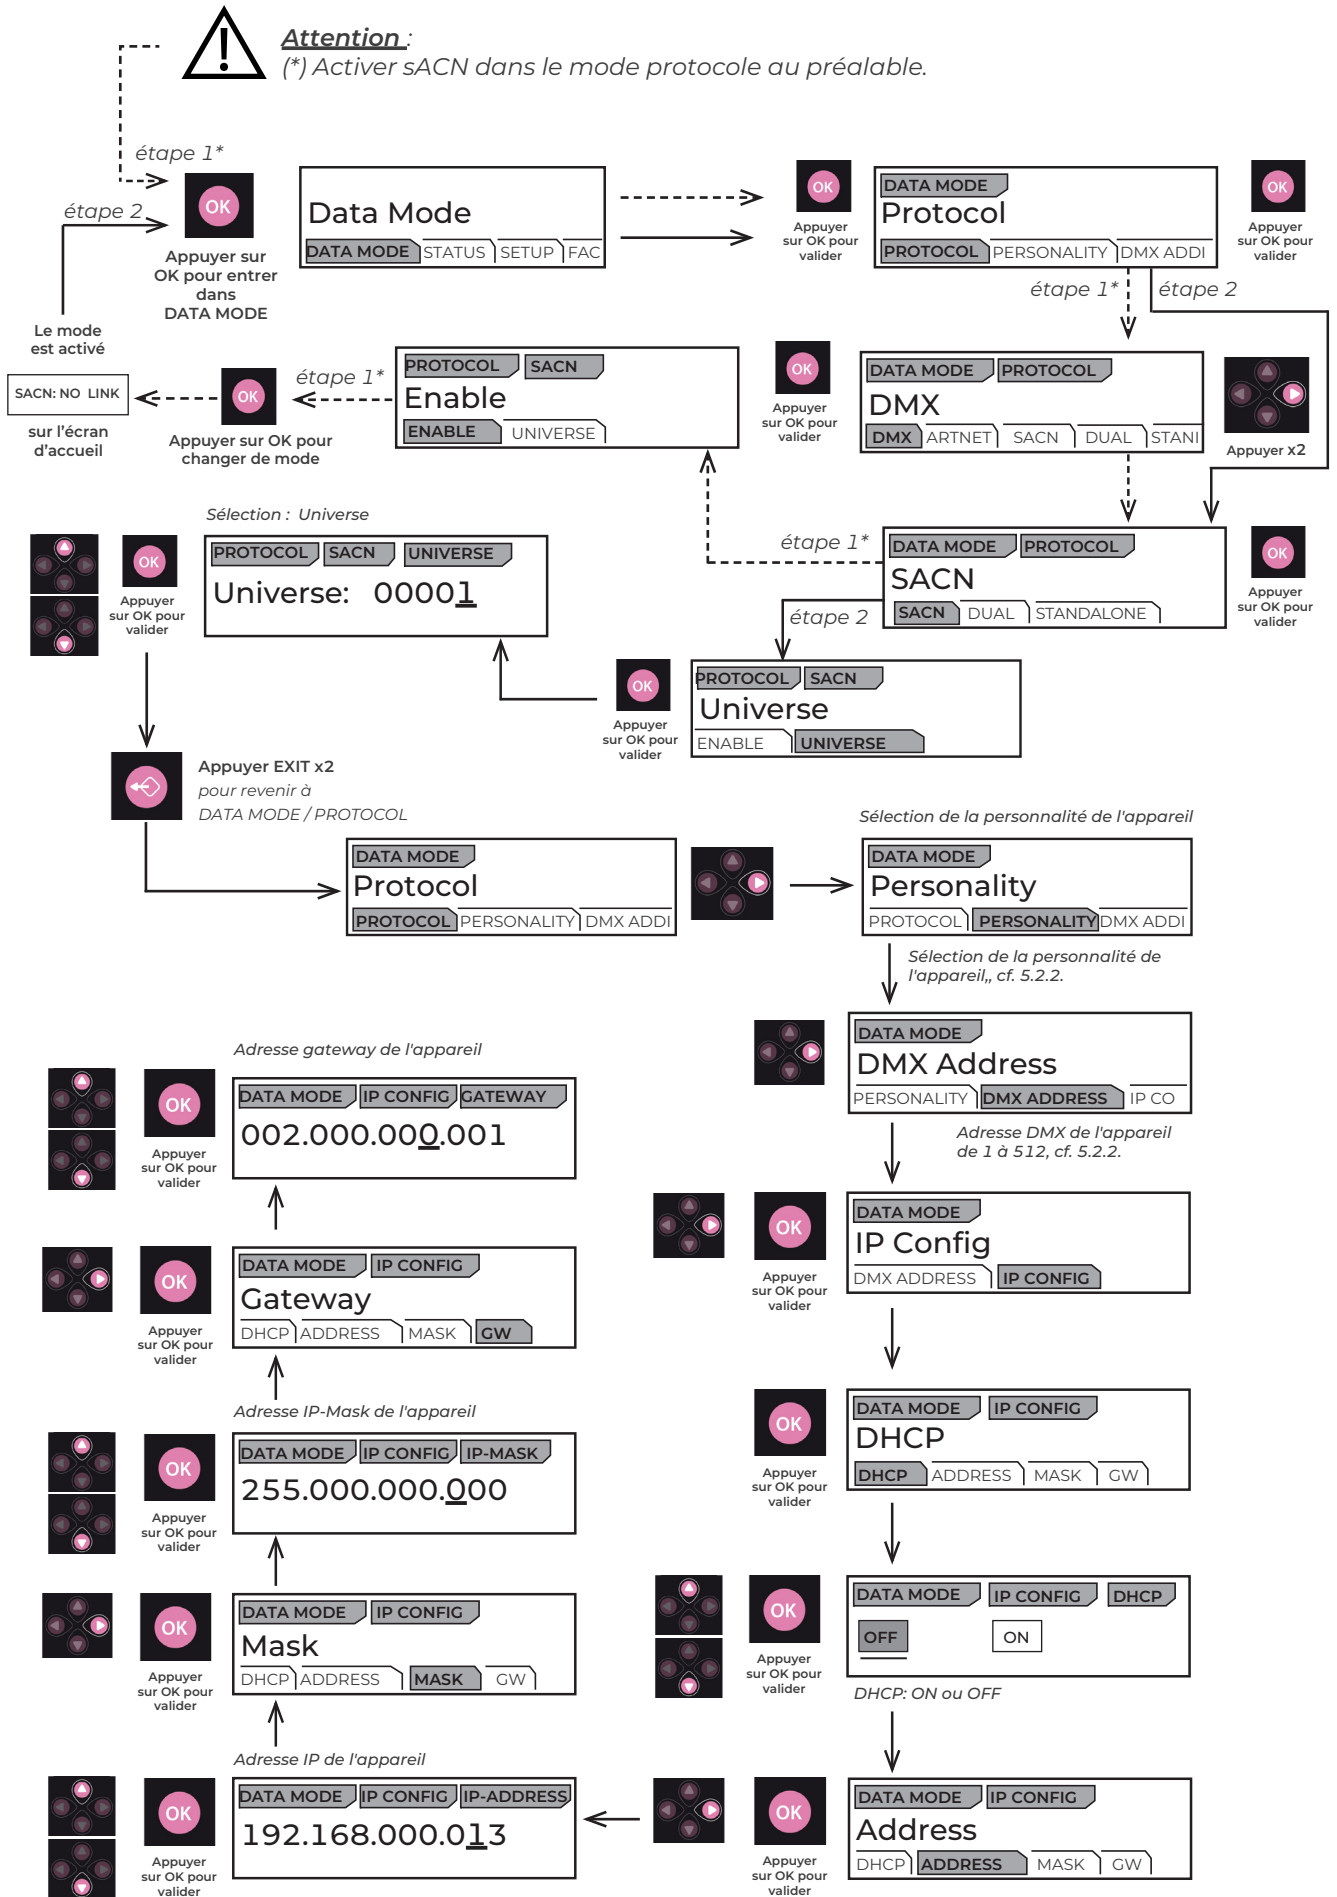 Attention :
(*) Activer sACN dans le mode protocole au préalable.
étape 1*
étape 2
OK
Appuyer sur
OK pour entrer
dans
DATA MODE
Data Mode
DATA MODE STATUS SETUP FAC
OK
Appuyer
sur OK pour
valider
DATA MODE
Protocol
PROTOCOL PERSONALITY DMX ADDI
OK
Appuyer
sur OK pour
valider
étape 1*
étape 2
Le mode
est activé
SACN: NO LINK
sur l'écran
d'accueil
OK
Appuyer sur OK pour
changer de mode
étape 1*
PROTOCOL SACN
Enable
ENABLE UNIVERSE
OK
Appuyer
sur OK pour
valider
DATA MODE PROTOCOL
DMX
DMX ARTNET SACN DUAL STANI
Appuyer x2
étape 1*
DATA MODE PROTOCOL
SACN
SACN DUAL STANDALONE
OK
Appuyer
sur OK pour
valider
étape 2
Sélection : Universe
OK
Appuyer
sur OK pour
valider
PROTOCOL SACN UNIVERSE
Universe: 00001
OK
Appuyer
sur OK pour
valider
PROTOCOL SACN
Universe
ENABLE UNIVERSE
Appuyer EXIT x2
pour revenir à
DATA MODE / PROTOCOL
DATA MODE
Protocol
PROTOCOL PERSONALITY DMX ADDI
Sélection de la personnalité de l'appareil
DATA MODE
Personality
PROTOCOL PERSONALITY DMX ADDI
Sélection de la personnalité de
l'appareil,, cf. 5.2.2.
DATA MODE
DMX Address
PERSONALITY DMX ADDRESS IP CO
Adresse DMX de l'appareil
de 1 à 512, cf. 5.2.2.
OK
Appuyer
sur OK pour
valider
DATA MODE
IP Config
DMX ADDRESS IP CONFIG
OK
Appuyer
sur OK pour
valider
DATA MODE IP CONFIG
DHCP
DHCP ADDRESS MASK GW
OK
Appuyer
sur OK pour
valider
DATA MODE IP CONFIG DHCP
OFF ON
DHCP: ON ou OFF
OK
Appuyer
sur OK pour
valider
DATA MODE IP CONFIG
Address
DHCP ADDRESS MASK GW
Adresse IP de l'appareil
OK
Appuyer
sur OK pour
valider
DATA MODE IP CONFIG IP-ADDRESS
192.168.000.013
OK
Appuyer
sur OK pour
valider
DATA MODE IP CONFIG
Mask
DHCP ADDRESS MASK GW
Adresse IP-Mask de l'appareil
OK
Appuyer
sur OK pour
valider
DATA MODE IP CONFIG IP-MASK
255.000.000.000
OK
Appuyer
sur OK pour
valider
DATA MODE IP CONFIG
Gateway
DHCP ADDRESS MASK GW
Adresse gateway de l'appareil
OK
Appuyer
sur OK pour
valider
DATA MODE IP CONFIG GATEWAY
002.000.000.001